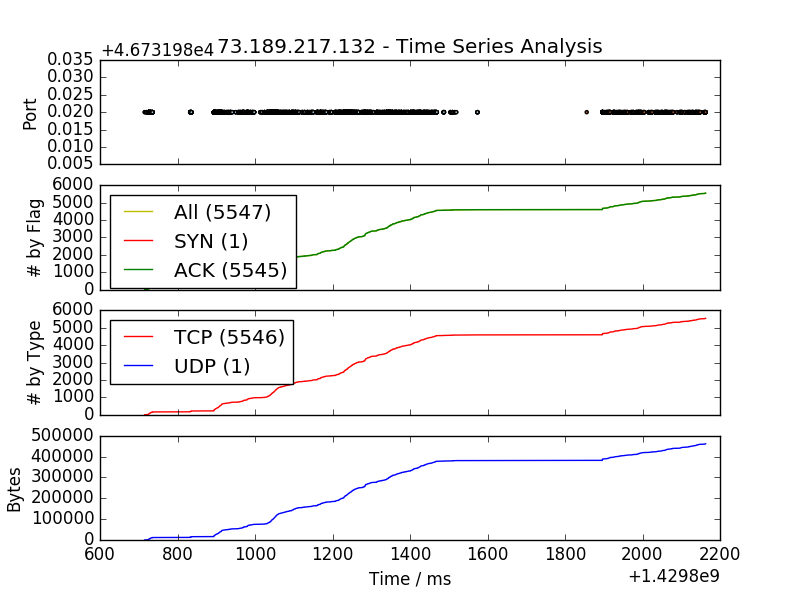 +4.673198e4 73.189.217.132 - Time Series Analysis
0.035
0.030
0.025
0.020
0.015
0.010
0.005
Port
6000
5000
4000
3000
2000
1000
0
# by Flag
All (5547)
SYN (1)
ACK (5545)
6000
5000
4000
3000
2000
1000
0
# by Type
TCP (5546)
UDP (1)
500000
400000
300000
200000
100000
0
Bytes
600 800 1000 1200 1400 1600 1800 2000 2200
Time / ms
+1.4298e9